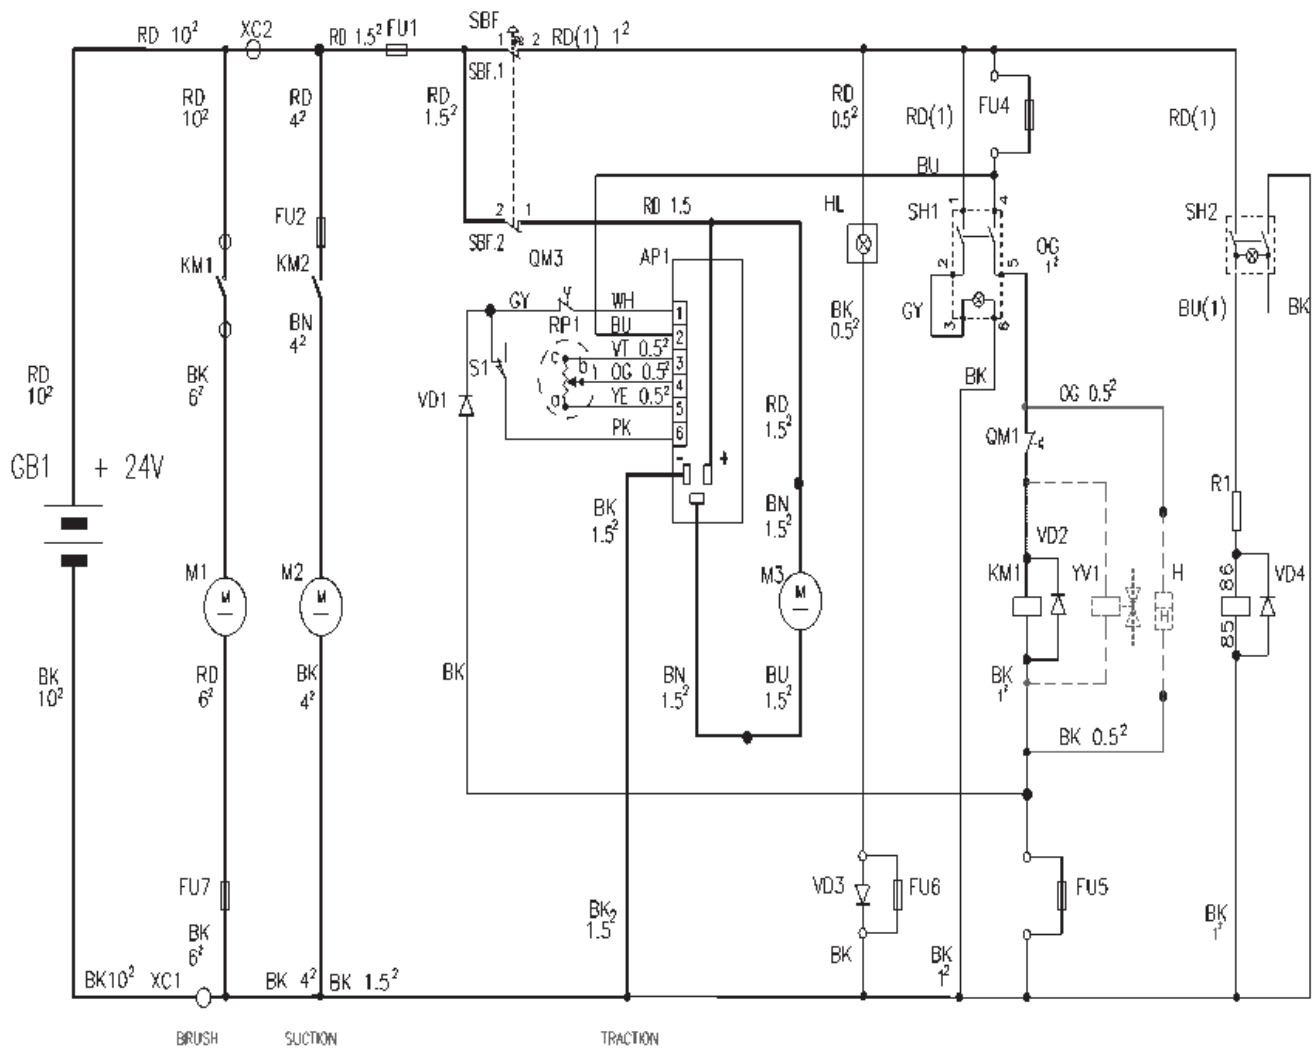 RD 10²
XC2
RD 1.5²
FU1
SBF
1
2
RD(1) 1²
SBF.1
RD
10²
RD
4²
RD
1.5²
RD
0.5²
RD(1)
FU4
RD(1)
BU
FU2
2
1
RD 1.5
HL
SH1
1
4
SH2
SBF.2
QM3
AP1
OG
1²
KM1
KM2
2
5
GY
WH
1
BU(1)
BK
BN
4²
RP1
BU
2
BK
0.5²
GY
3
6
c
VT 0.5²
3
S1
b
OG 0.5²
4
RD
10²
BK
6²
BK
VD1
a
YE 0.5²
5
OG 0.5²
RD
1.5²
PK
6
QM1
GB1
+ 24V
-
+
R1
BK
1.5²
BN
1.5²
VD2
M1
M2
M3
KM1
YV1
H
86
VD4
M
M
M
H
85
BK
10²
RD
6²
BK
4²
BK
BN
1.5²
BU
1.5²
BK
1²
BK 0.5²
FU7
VD3
FU6
FU5
BK
6²
BK2
1.5²
BK
BK
1²
BK
1²
BK10²
XC1
BK 4²
BK 1.5²
BRUSH
SUCTION
TRACTION